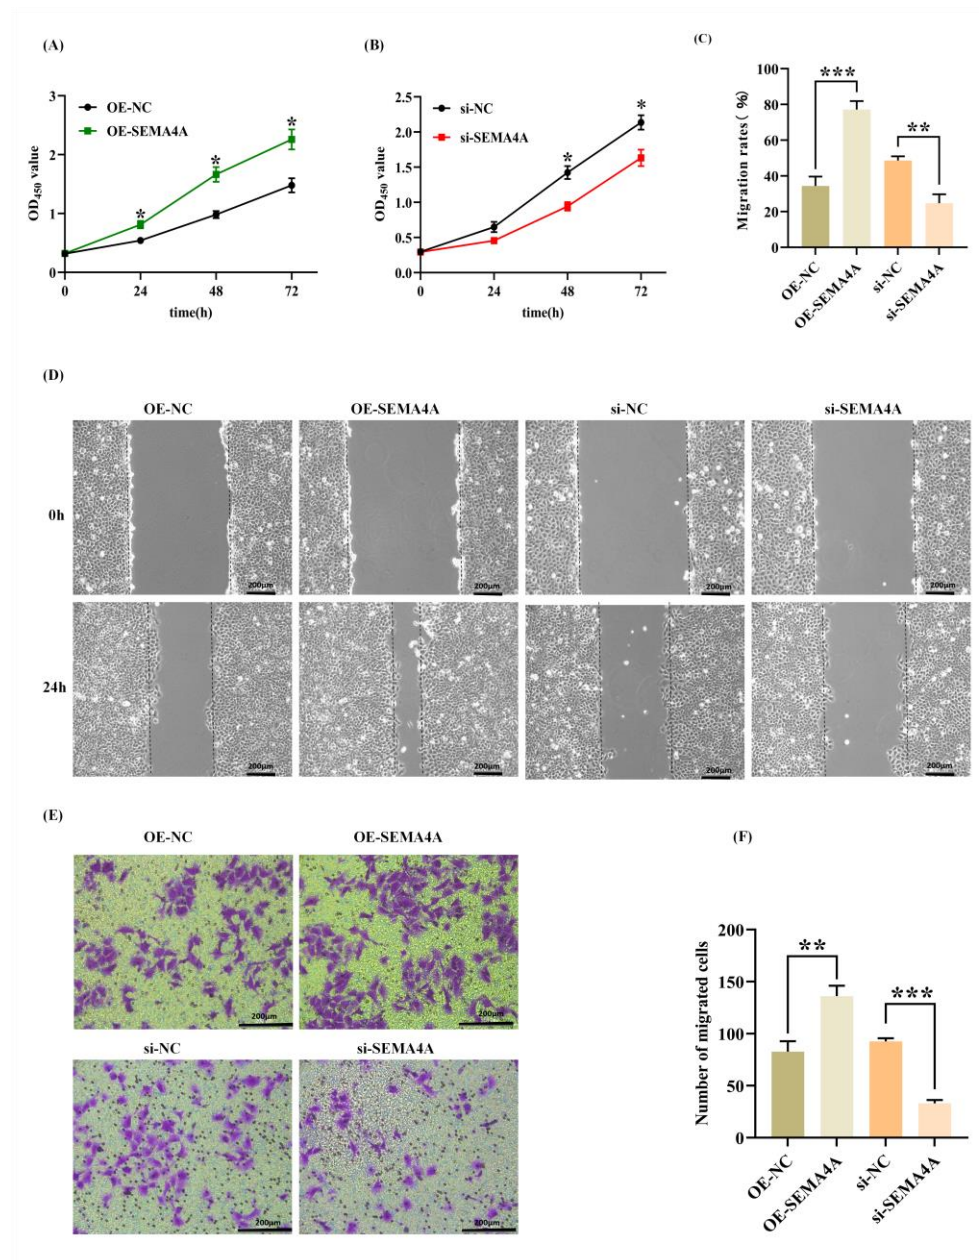 (A)
3
2
1
0
OD450 value
OE-NC
OE-SEMA4A
*
*
*
0
24
48
72
time(h)
(B)
2.5
2.0
1.5
1.0
0.5
0.0
OD450 value
si-NC
si-SEMA4A
*
*
0
24
48
72
time(h)
(C)
100
80
60
40
20
0
Migration rates( %)
***
**
OE-NC
OE-SEMA4A
si-NC
si-SEMA4A
(D)
OE-NC
OE-SEMA4A
si-NC
si-SEMA4A
0h
200μm
200μm
200μm
200μm
24h
200μm
200μm
200μm
200μm
(E)
OE-NC
OE-SEMA4A
200μm
200μm
si-NC
si-SEMA4A
200μm
200μm
(F)
200
150
100
50
0
Number of migrated cells
**
***
OE-NC
OE-SEMA4A
si-NC
si-SEMA4A